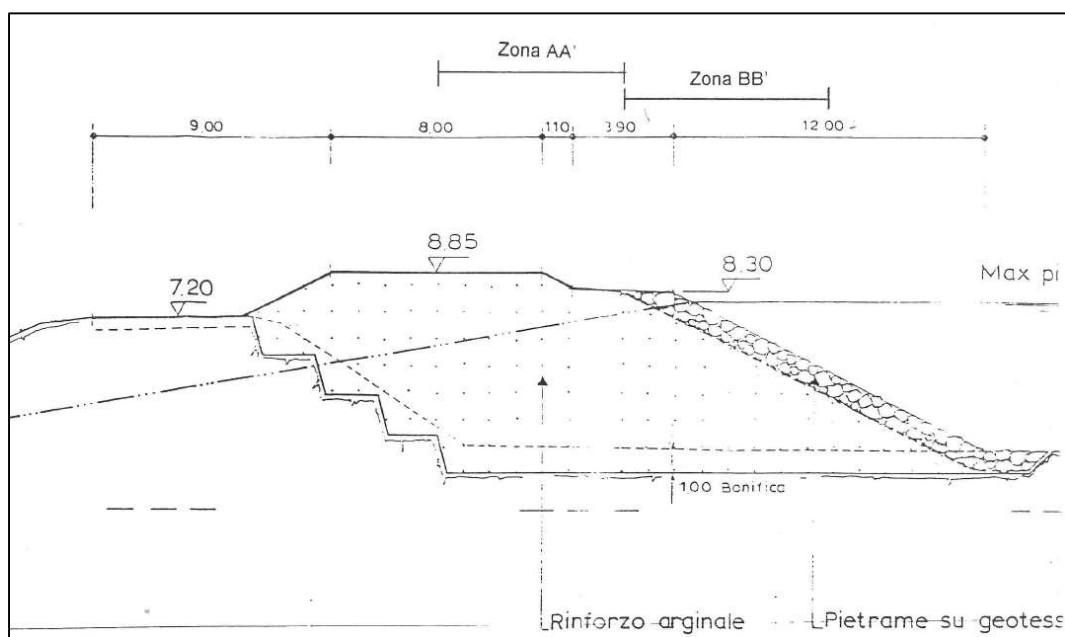 Zona AA'
Zona BB'
9.00 8.00 110 3.90 12.00
8.85
8.30
7.20
Max pi
100 Bonifica
Rinforzo arginale
Pietrame su geotess